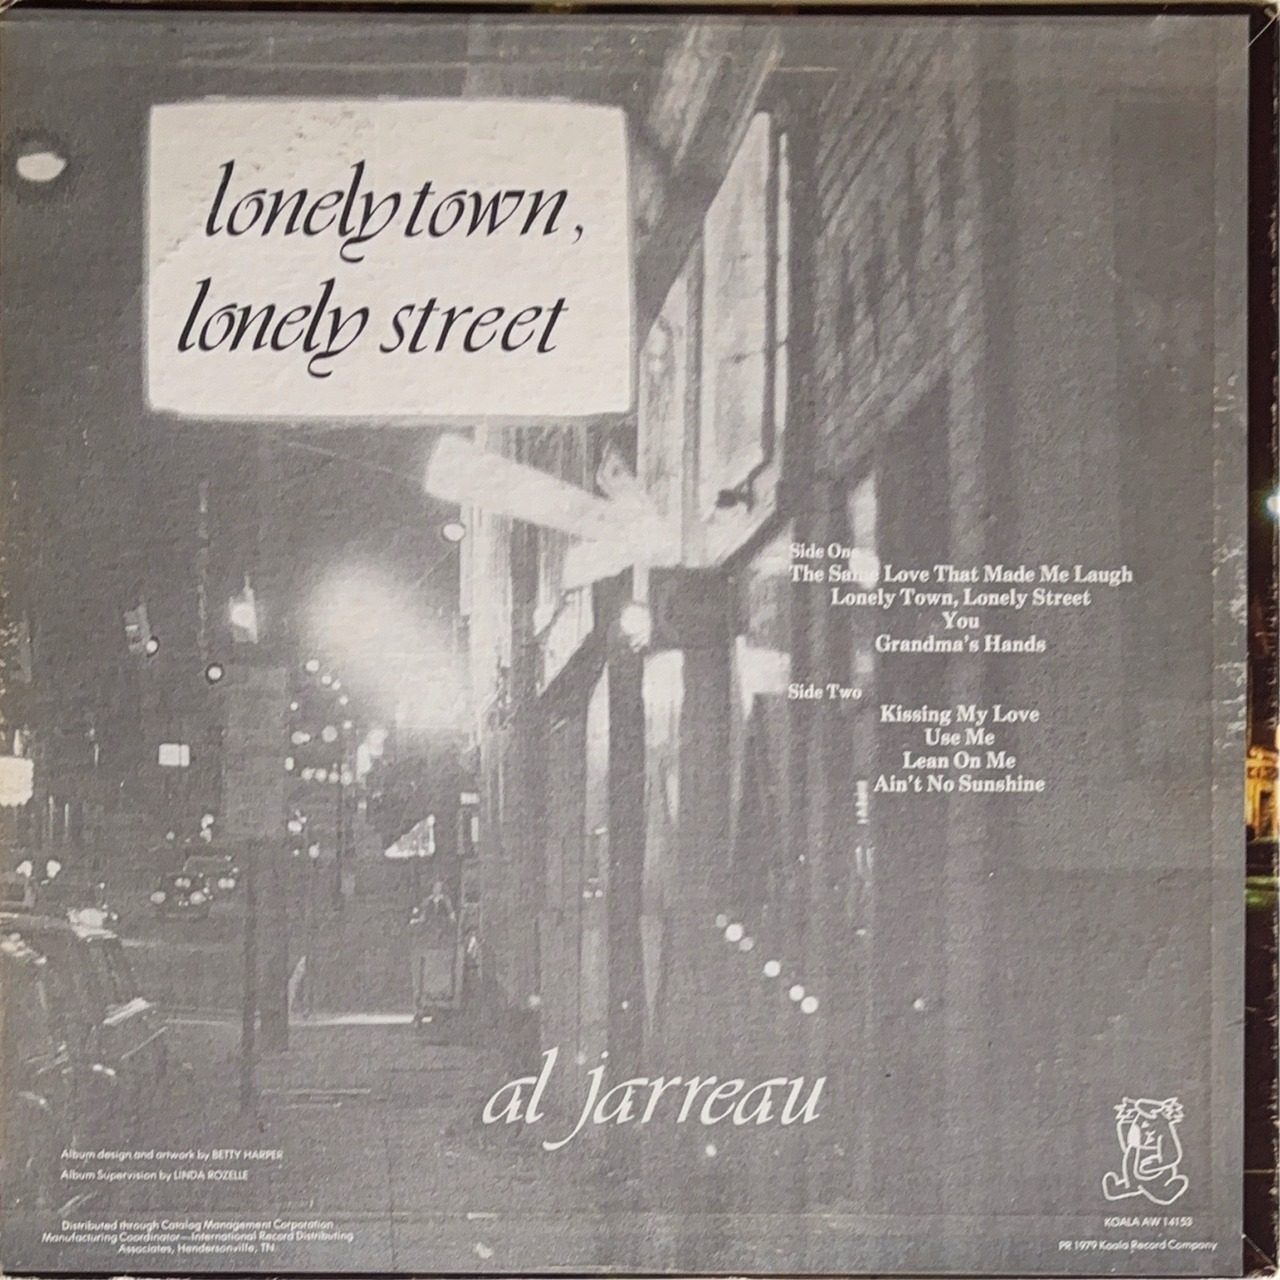 lonely town,
lonely street
Side One
The Same Love That Made Me Laugh
Lonely Town, Lonely Street
You
Grandma's Hands
Side Two
Kissing My Love
Use Me
Lean On Me
Ain't No Sunshine
al jarreau
Album design and artwork by BETTY HARPER
Album Supervision by LINDA ROZELLE
Distributed through Catalog Management Corporation
Manufacturing Coordinator—International Record Distributing
Associates, Hendersonville, TN.
KOALA AW 14153
PR 1979 Koala Record Company